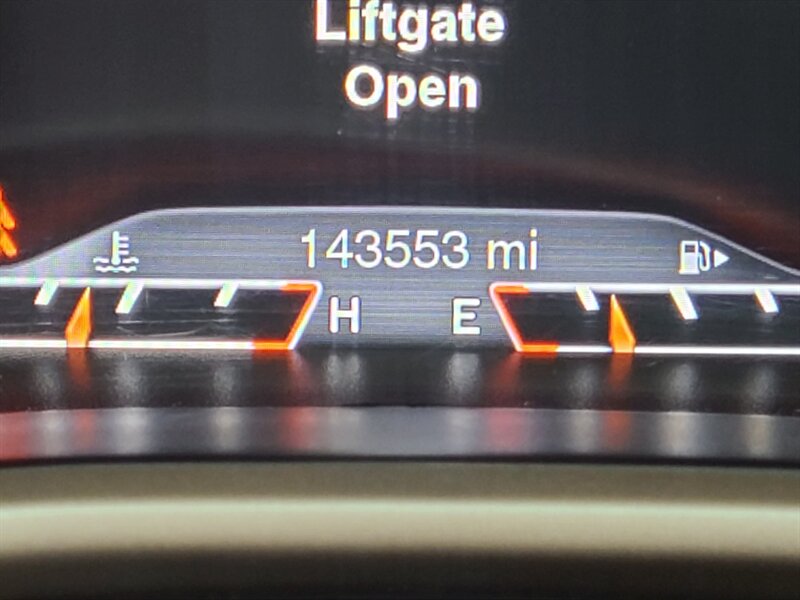 Liftgate
Open
143553 mi
H E